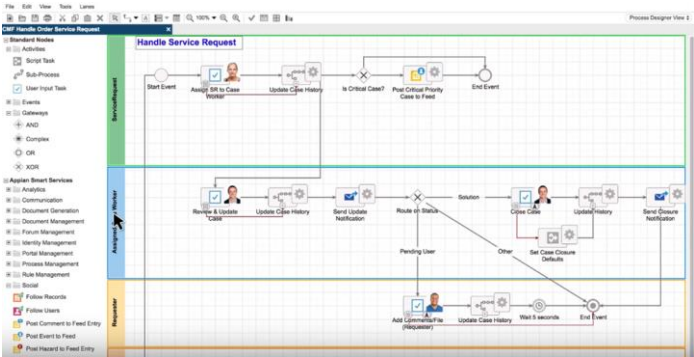 File Edit View Tools Lanes
100%
Process Designer View
CMF Handle Order Service Request ×
Standard Nodes
Activities
Script Task
Sub-Process
User Input Task
Events
Gateways
AND
Complex
OR
XOR
Appian Smart Services
Analytics
Communication
Document Generation
Document Management
Forum Management
Identity Management
Portal Management
Process Management
Rule Management
Social
Follow Records
Follow Users
Post Comment to Feed Entry
Post Event to Feed
Post Hazard to Feed Entry
Handle Service Request
ServiceRequest
Start Event
Assign SR to Case
Worker
Update Case History
Is Critical Case?
Post Critical Priority
Case to Feed
End Event
Worker
Review & Update
Case
Update Case History
Send Update
Notification
Route on Status
Solution
Close Case
Update History
Send Closure
Notification
Set Case Closure
Defaults
Pending User
Other
Requester
Add Comments/File
(Requester)
Update Case History
Wait 5 seconds
End Event